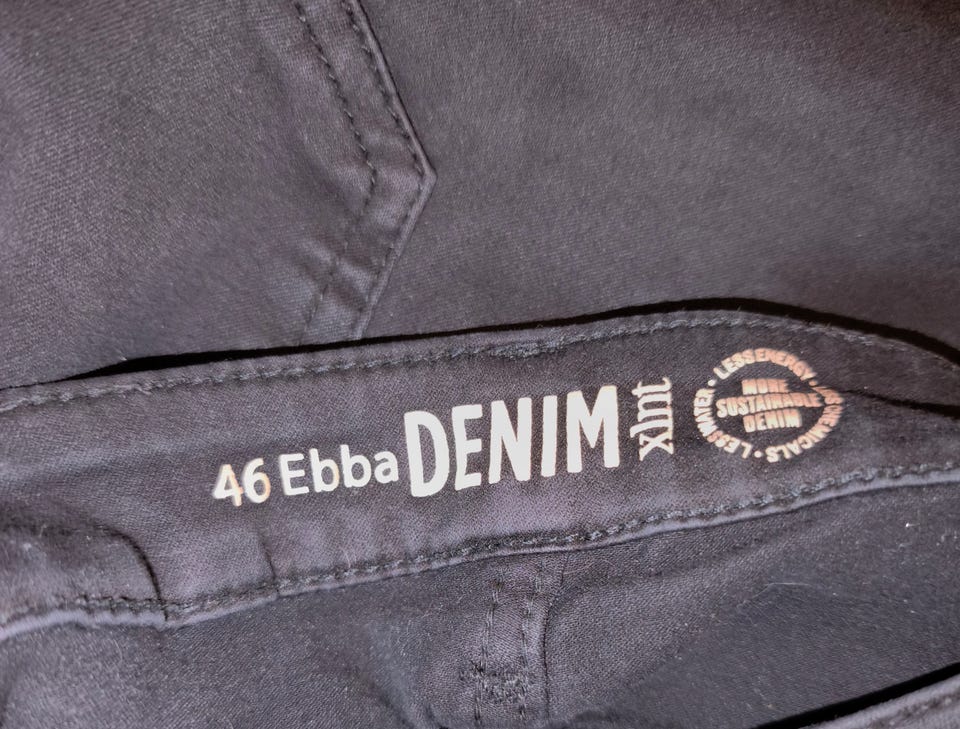 46 Ebba DENIM xlnt
LESS ENERGY • LESS CHEMICALS • LESS WATER •
MORE
SUSTAINABLE
DENIM